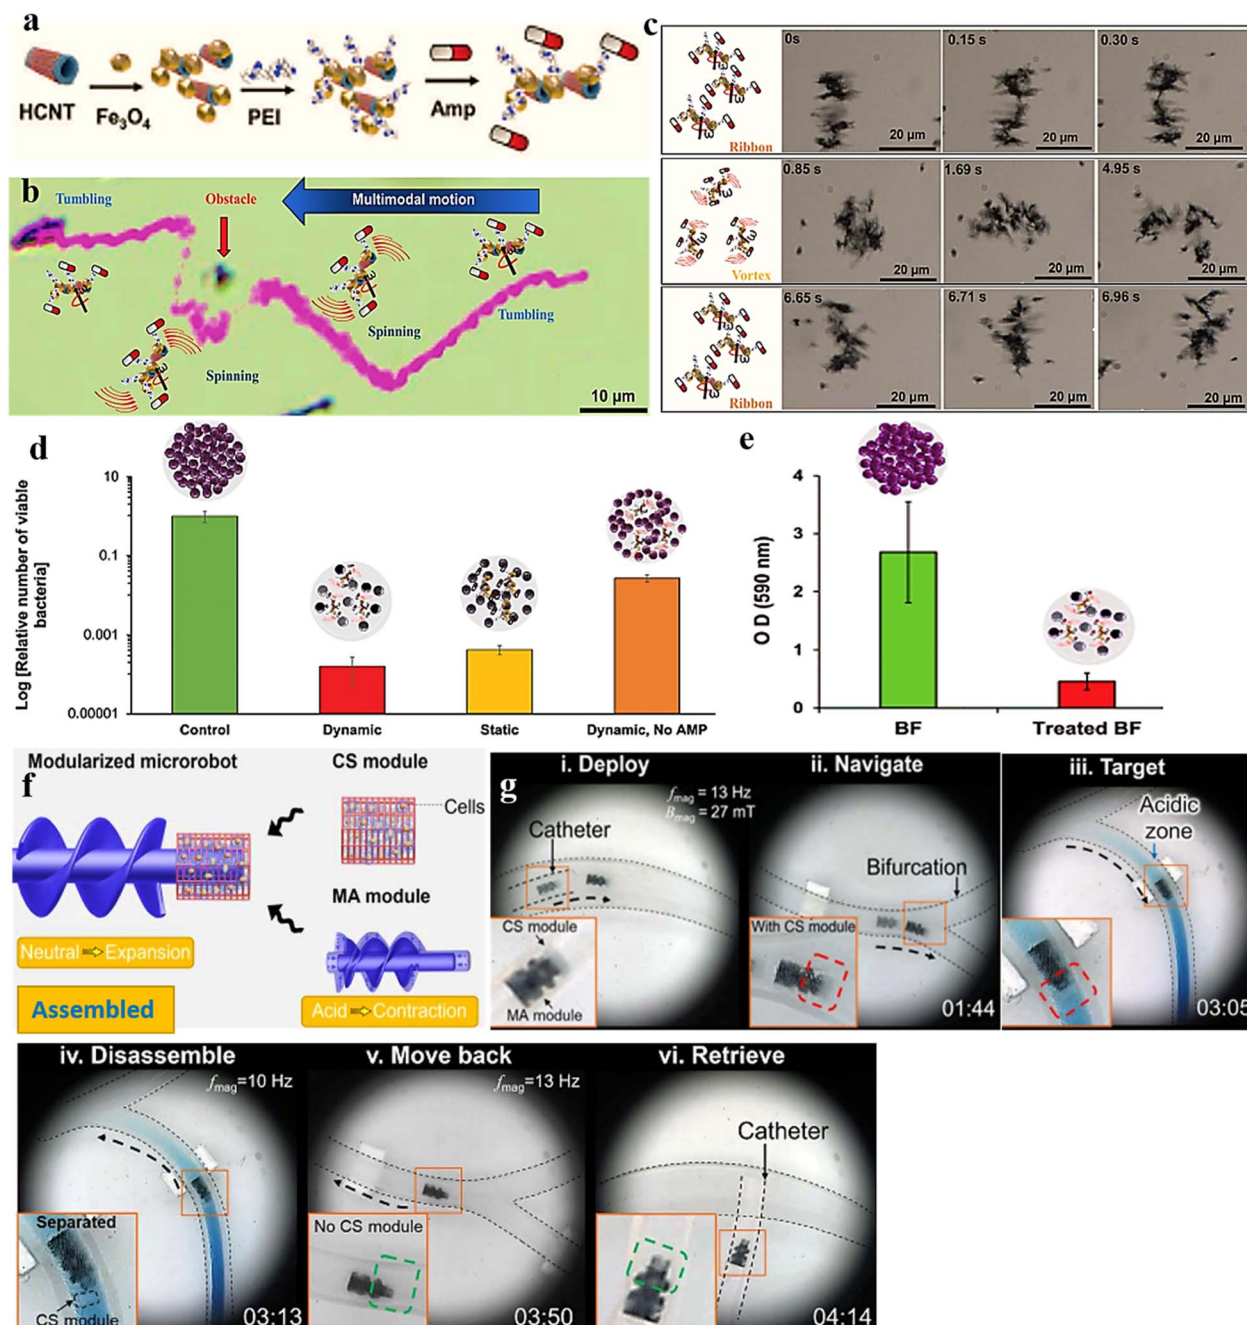 a
HCNT
Fe₃O₄
PEI
Amp
b
Tumbling
Obstacle
Multimodal motion
Spinning
Tumbling
Spinning
10 µm
c
Ribbon
0s
20 µm
0.15 s
20 µm
0.30 s
20 µm
Vortex
0.85 s
20 µm
1.69 s
20 µm
4.95 s
20 µm
Ribbon
6.65 s
20 µm
6.71 s
20 µm
6.96 s
20 µm
d
Log [Relative number of viable
bacteria]
10
0.1
0.001
0.00001
Control
Dynamic
Static
Dynamic, No AMP
e
O D (590 nm)
4
3
2
1
0
BF
Treated BF
f
Modularized microrobot
CS module
Cells
MA module
Neutral ⇒ Expansion
Assembled
Acid ⇒ Contraction
g
i. Deploy
fmag = 13 Hz
Bmag = 27 mT
Catheter
CS module
MA module
ii. Navigate
Bifurcation
With CS module
01:44
iii. Target
Acidic
zone
03:05
iv. Disassemble
fmag=10 Hz
Separated
CS module
03:13
v. Move back
fmag=13 Hz
No CS module
03:50
vi. Retrieve
Catheter
04:14